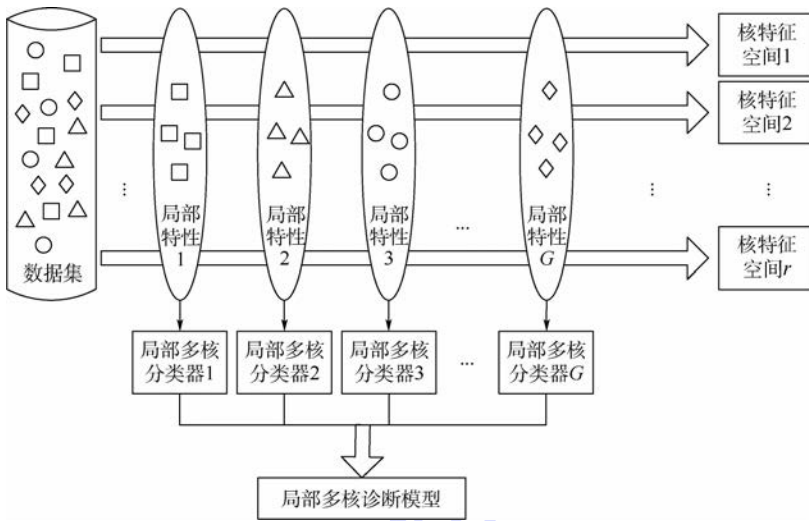 数据集
局部
特性
1
局部
特性
2
局部
特性
3
...
局部
特性
G
核特征
空间1
核特征
空间2
核特征
空间r
局部多核
分类器1
局部多核
分类器2
局部多核
分类器3
...
局部多核
分类器G
局部多核诊断模型